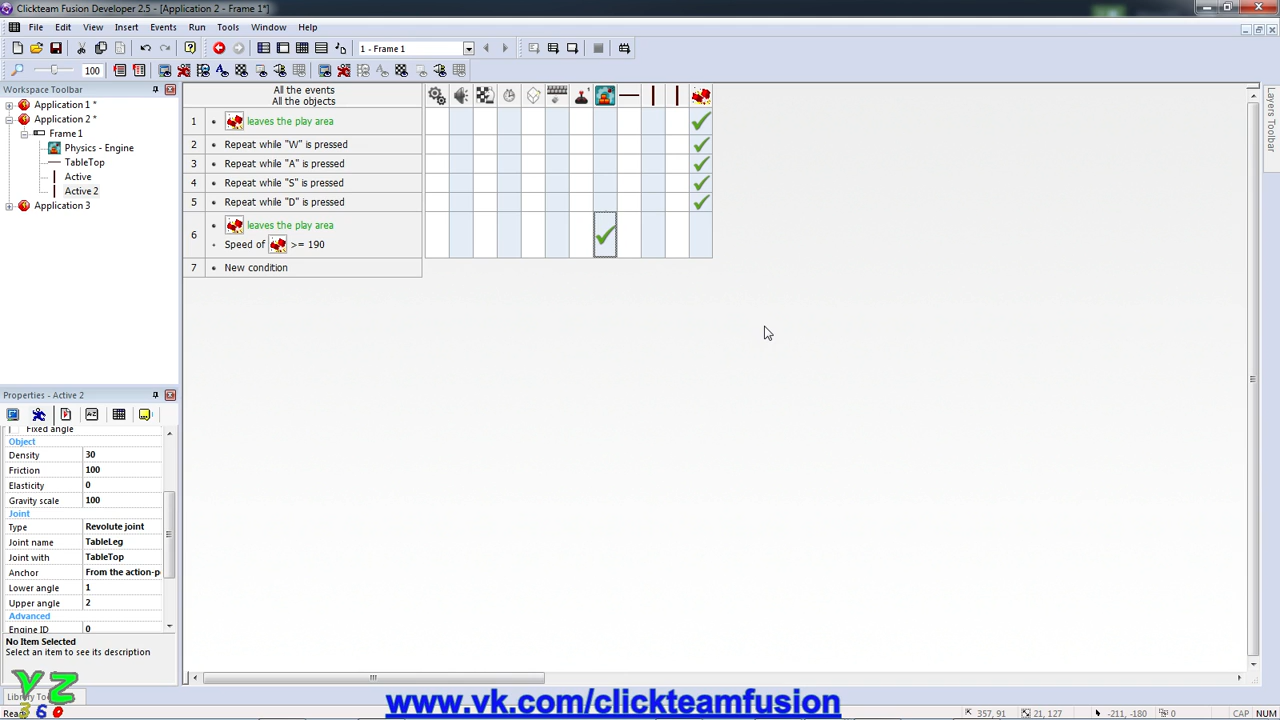 Clickteam Fusion Developer 2.5 - [Application 2 - Frame 1*]
File Edit View Insert Events Run Tools Window Help
1 - Frame 1
100
Workspace Toolbar
Application 1 *
Application 2 *
Frame 1
Physics - Engine
TableTop
Active
Active 2
Application 3
All the events
All the objects
1 leaves the play area
2 Repeat while "W" is pressed
3 Repeat while "A" is pressed
4 Repeat while "S" is pressed
5 Repeat while "D" is pressed
6 leaves the play area
Speed of >= 190
7 New condition
Layers Toolbar
Properties - Active 2
Fixed angle
Object
Density 30
Friction 100
Elasticity 0
Gravity scale 100
Joint
Type Revolute joint
Joint name TableLeg
Joint with TableTop
Anchor From the action-p
Lower angle 1
Upper angle 2
Advanced
Engine ID 0
No Item Selected
Select an item to see its description
YZ
360
www.vk.com/clickteanfusion
357, 91 21, 127 -211, -180 0 CAP NUM